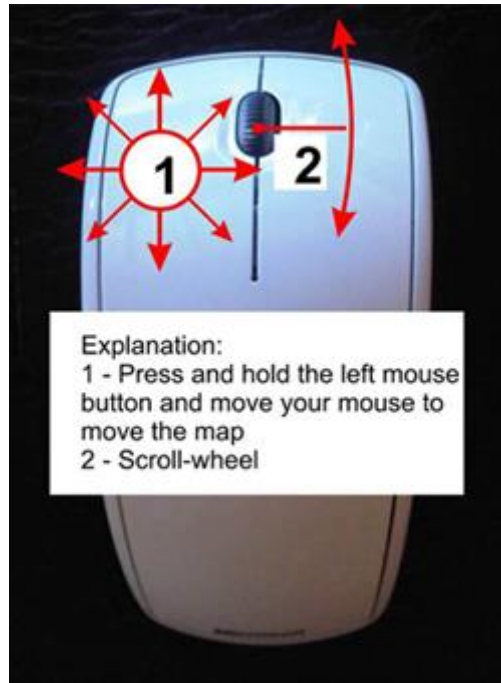 1
2
Explanation:
1 - Press and hold the left mouse
button and move your mouse to
move the map
2 - Scroll-wheel